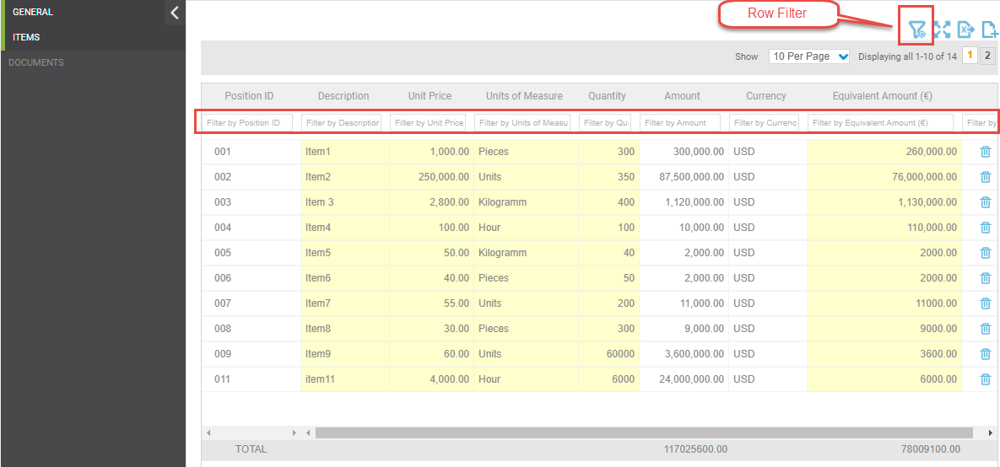 GENERAL
ITEMS
DOCUMENTS
Row Filter
Show 10 Per Page Displaying all 1-10 of 14 1 2
Position ID Description Unit Price Units of Measure Quantity Amount Currency Equivalent Amount (€)
Filter by Position ID Filter by Description Filter by Unit Price Filter by Units of Measu Filter by Qu Filter by Amount Filter by Currenc Filter by Equivalent Amount (€) Filter by
001 Item1 1,000.00 Pieces 300 300,000.00 USD 260,000.00
002 Item2 250,000.00 Units 350 87,500,000.00 USD 76,000,000.00
003 Item 3 2,800.00 Kilogramm 400 1,120,000.00 USD 1,130,000.00
004 Item4 100.00 Hour 100 10,000.00 USD 110,000.00
005 Item5 50.00 Kilogramm 40 2,000.00 USD 2000.00
006 Item6 40.00 Pieces 50 2,000.00 USD 2000.00
007 Item7 55.00 Units 200 11,000.00 USD 11000.00
008 Item8 30.00 Pieces 300 9,000.00 USD 9000.00
009 Item9 60.00 Units 60000 3,600,000.00 USD 3600.00
011 item11 4,000.00 Hour 6000 24,000,000.00 USD 6000.00
TOTAL 117025600.00 78009100.00